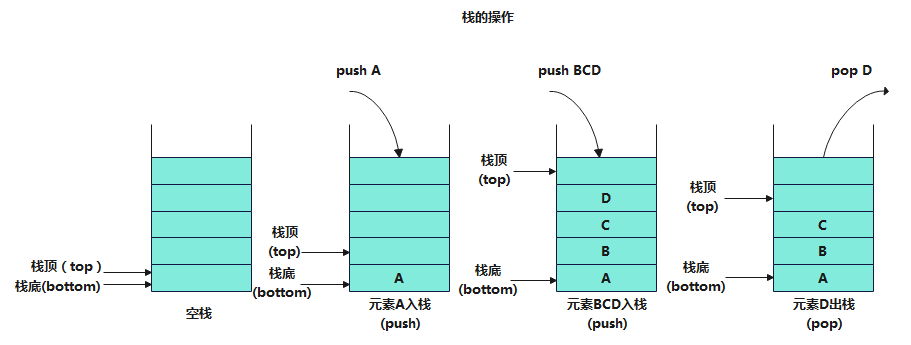 栈的操作
push A
push BCD
pop D
栈顶（top）
栈底(bottom)
空栈
栈顶
(top)
栈底
(bottom)
A
元素A入栈
(push)
栈顶
(top)
栈底
(bottom)
D
C
B
A
元素BCD入栈
(push)
栈顶
(top)
栈底
(bottom)
C
B
A
元素D出栈
(pop)